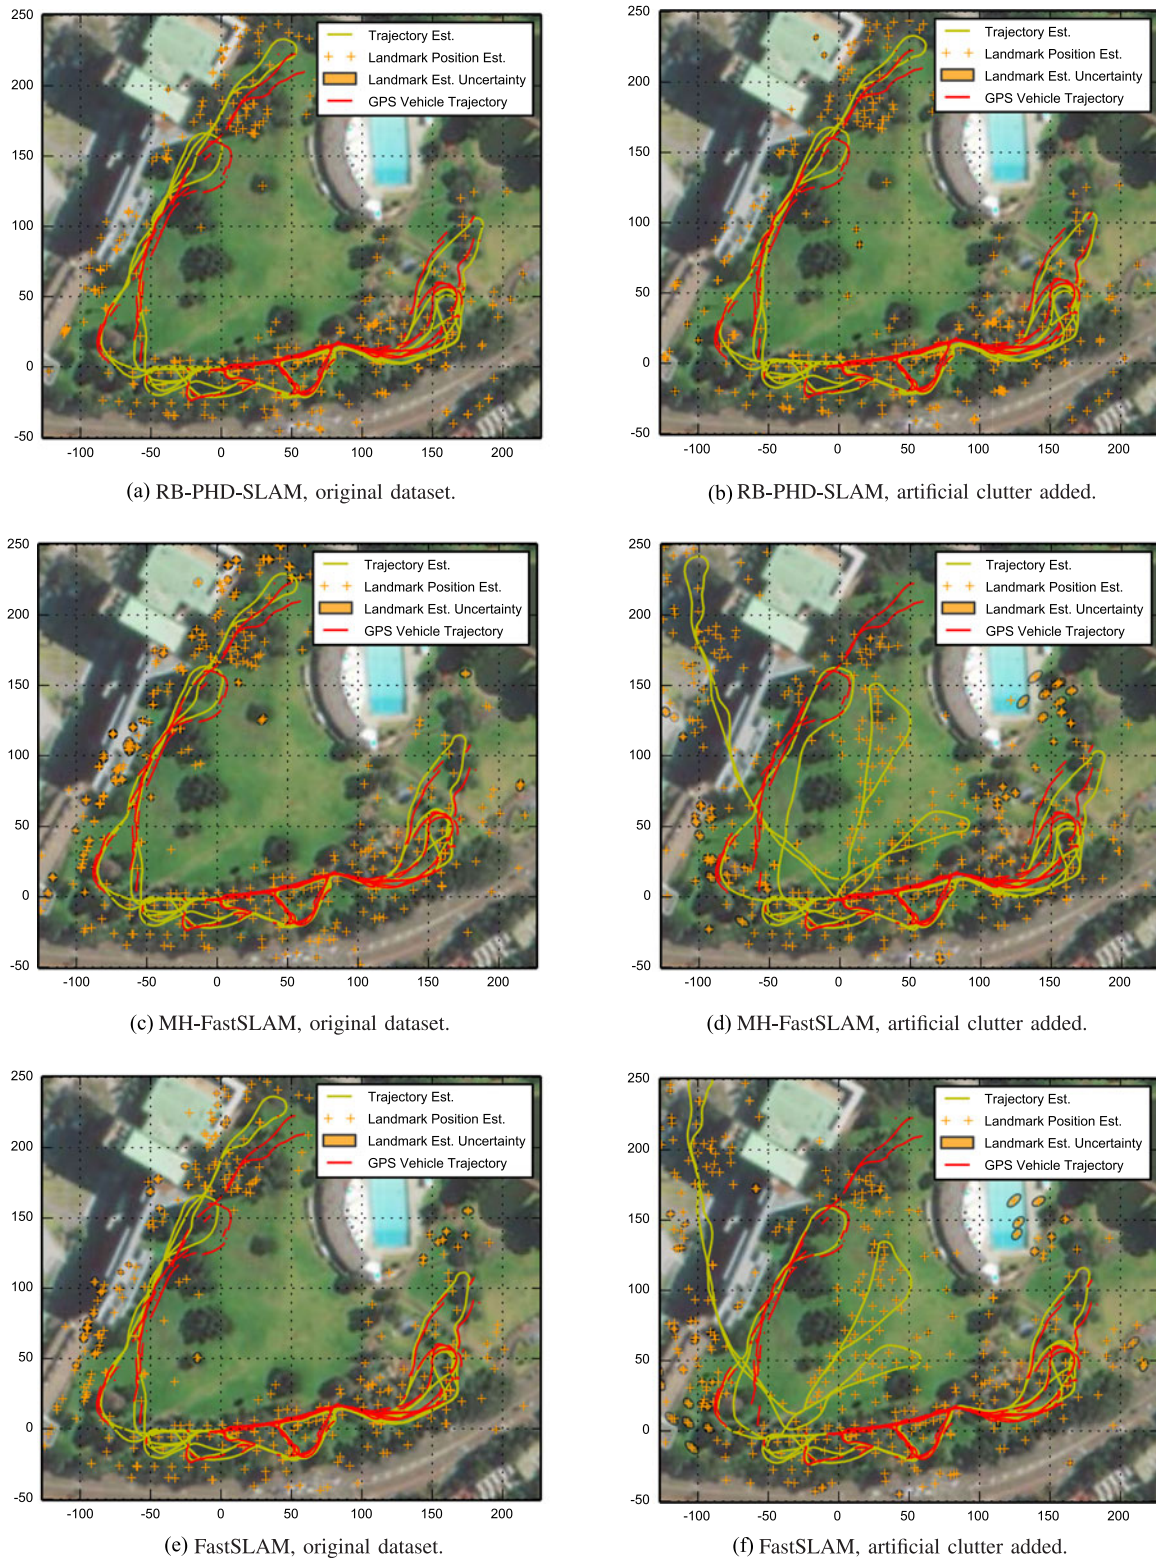 250
200
150
100
50
0
-50
-100 -50 0 50 100 150 200
Trajectory Est.
Landmark Position Est.
Landmark Est. Uncertainty
GPS Vehicle Trajectory
(a) RB-PHD-SLAM, original dataset.
250
200
150
100
50
0
-50
-100 -50 0 50 100 150 200
Trajectory Est.
Landmark Position Est.
Landmark Est. Uncertainty
GPS Vehicle Trajectory
(b) RB-PHD-SLAM, artificial clutter added.
250
200
150
100
50
0
-50
-100 -50 0 50 100 150 200
Trajectory Est.
Landmark Position Est.
Landmark Est. Uncertainty
GPS Vehicle Trajectory
(c) MH-FastSLAM, original dataset.
250
200
150
100
50
0
-50
-100 -50 0 50 100 150 200
Trajectory Est.
Landmark Position Est.
Landmark Est. Uncertainty
GPS Vehicle Trajectory
(d) MH-FastSLAM, artificial clutter added.
250
200
150
100
50
0
-50
-100 -50 0 50 100 150 200
Trajectory Est.
Landmark Position Est.
Landmark Est. Uncertainty
GPS Vehicle Trajectory
(e) FastSLAM, original dataset.
250
200
150
100
50
0
-50
-100 -50 0 50 100 150 200
Trajectory Est.
Landmark Position Est.
Landmark Est. Uncertainty
GPS Vehicle Trajectory
(f) FastSLAM, artificial clutter added.